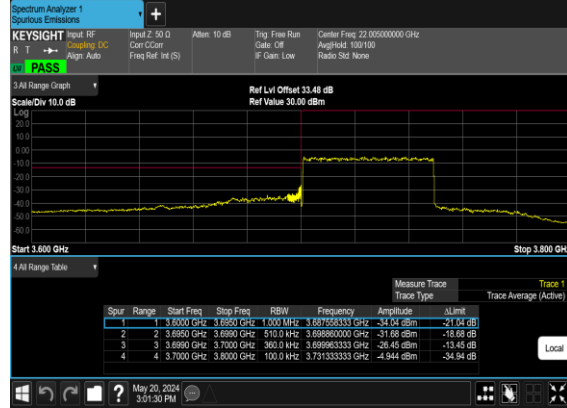 Spectrum Analyzer 1
Spurious Emissions
+
KEYSIGHT
R T
Input: RF
Coupling: DC
Align: Auto
Input Z: 50 Ω
Corr CCorr
Freq Ref: Int (S)
Atten: 10 dB
Trig: Free Run
Gate: Off
IF Gain: Low
Center Freq: 22.005000000 GHz
Avg|Hold: 100/100
Radio Std: None
PASS
3 All Range Graph
Scale/Div 10.0 dB
Ref Lvl Offset 33.48 dB
Ref Value 30.00 dBm
Log
20.0
10.0
0.00
-10.0
-20.0
-30.0
-40.0
-50.0
-60.0
Start 3.600 GHz
Stop 3.800 GHz
4 All Range Table
Measure Trace Trace 1
Trace Type Trace Average (Active)
Spur Range Start Freq Stop Freq RBW Frequency Amplitude ΔLimit
1 1 3.6000 GHz 3.6950 GHz 1.000 MHz 3.687558333 GHz -34.04 dBm -21.04 dB
2 2 3.6950 GHz 3.6990 GHz 510.0 kHz 3.698860000 GHz -31.68 dBm -18.68 dB
3 3 3.6990 GHz 3.7000 GHz 360.0 kHz 3.699963333 GHz -26.45 dBm -13.45 dB
4 4 3.7000 GHz 3.8000 GHz 100.0 kHz 3.731333333 GHz -4.944 dBm -34.94 dB
Local
?
May 20, 2024
3:01:30 PM